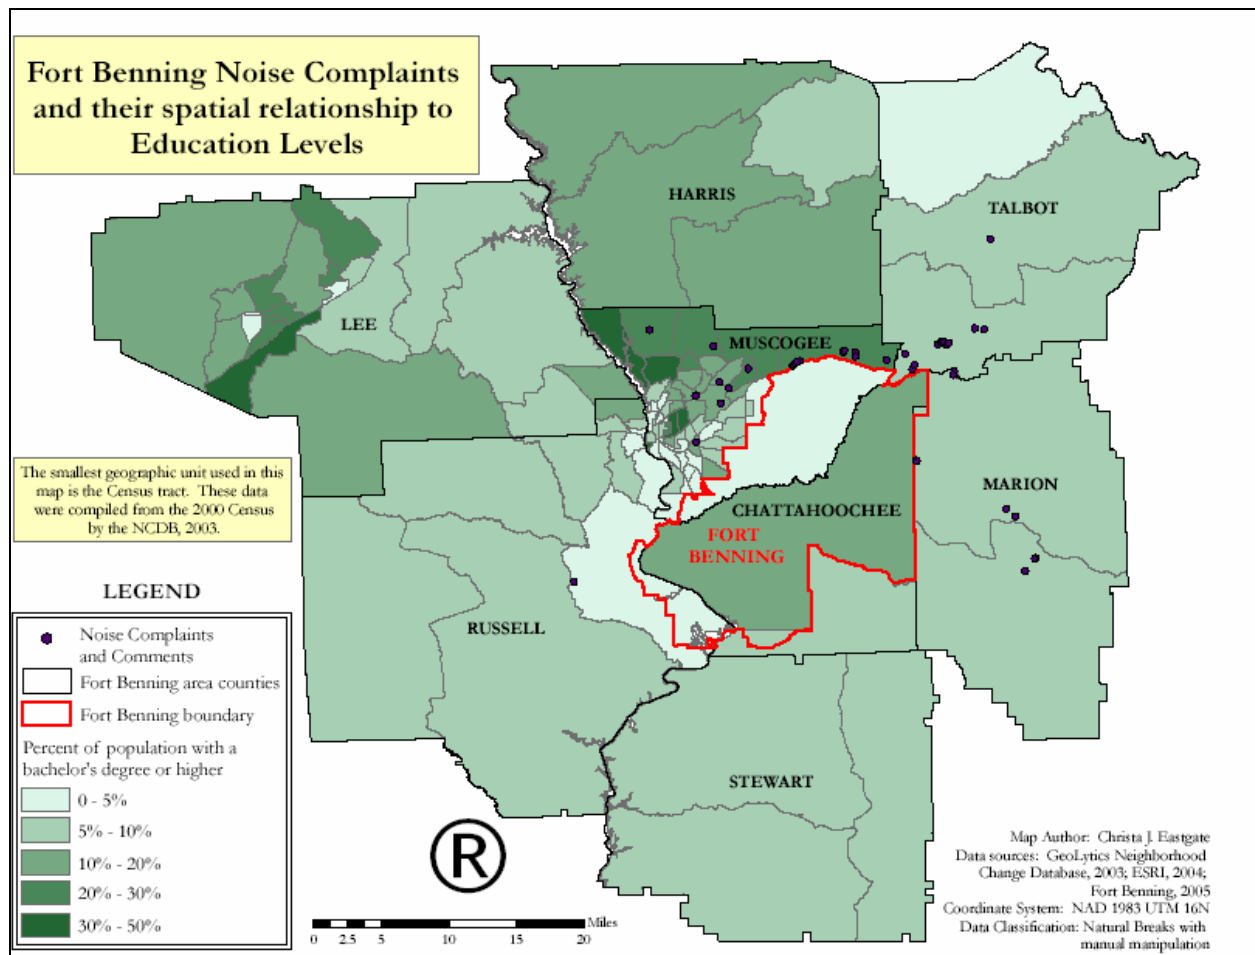 Fort Benning Noise Complaints
and their spatial relationship to
Education Levels
HARRIS
TALBOT
LEE
MUSCOGEE
The smallest geographic unit used in this
map is the Census tract. These data
were compiled from the 2000 Census
by the NCDB, 2003.
MARION
CHATTAHOOCHEE
FORT
BENNING
RUSSELL
STEWART
LEGEND
Noise Complaints
and Comments
Fort Benning area counties
Fort Benning boundary
Percent of population with a
bachelor's degree or higher
0 - 5%
5% - 10%
10% - 20%
20% - 30%
30% - 50%
®
Miles
0 2.5 5 10 15 20
Map Author: Christa J. Eastgate
Data sources: GeoLytics Neighborhood
Change Database, 2003; ESRI, 2004;
Fort Benning, 2005
Coordinate System: NAD 1983 UTM 16N
Data Classification: Natural Breaks with
manual manipulation